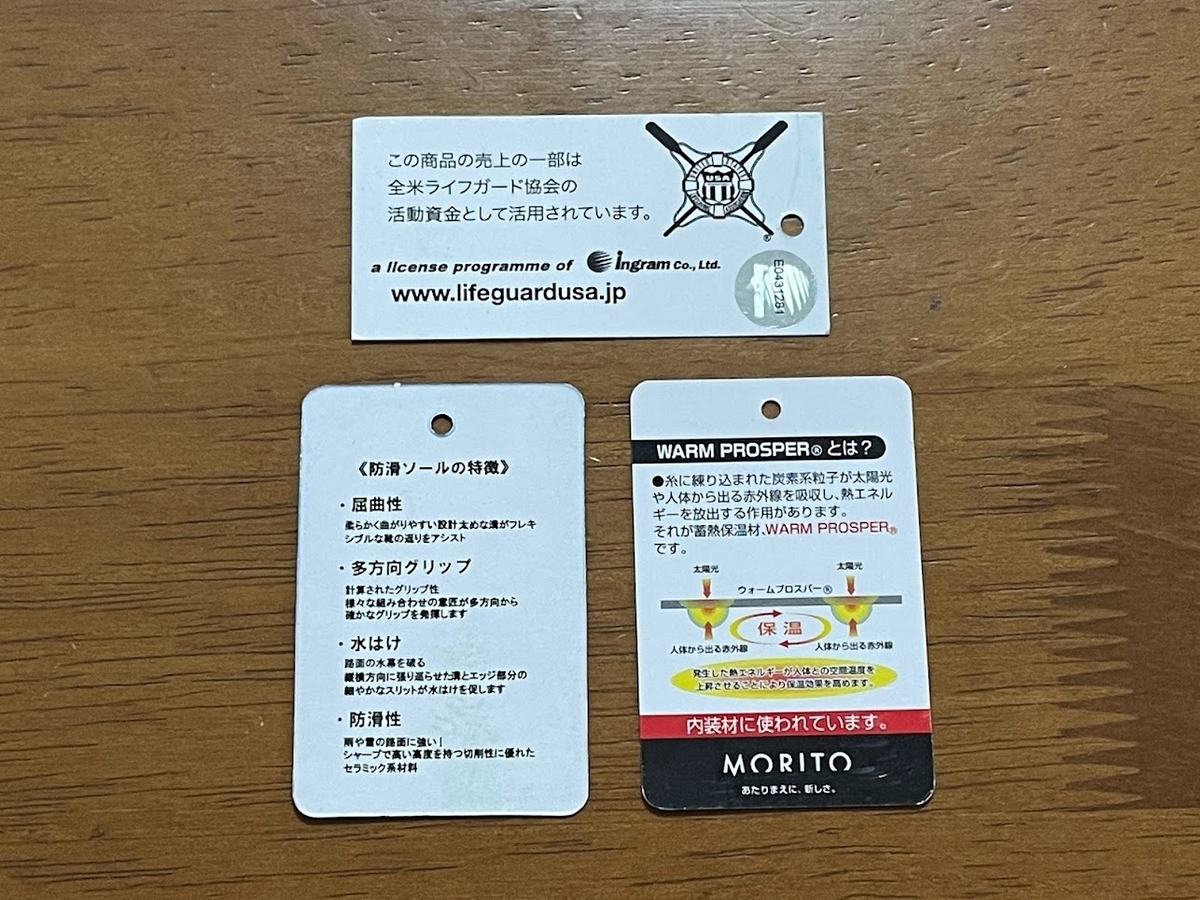 この商品の売上の一部は
全米ライフガード協会の
活動資金として活用されています。
USA
®
a license programme of ingram Co., Ltd.
www.lifeguardusa.jp
E0431281
《防滑ソールの特徴》
・屈曲性
柔らかく曲がりやすい設計太めな溝がフレキ
シブルな靴の返りをアシスト
・多方向グリップ
計算されたグリップ性
様々な組み合わせの意匠が多方向から
確かなグリップを発揮します
・水はけ
路面の水幕を破る
縦横方向に張り巡らせた溝とエッジ部分の
細やかなスリットが水はけを促します
・防滑性
雨や雪の路面に強い！
シャープで高い高度を持つ切削性に優れた
セラミック系材料
WARM PROSPER®とは？
●糸に練り込まれた炭素系粒子が太陽光
や人体から出る赤外線を吸収し、熱エネル
ギーを放出する作用があります。
それが蓄熱保温材、WARM PROSPER®
です。
太陽光 太陽光
ウォームプロスパー®
保温
人体から出る赤外線 人体から出る赤外線
発生した熱エネルギーが人体との空間温度を
上昇させることにより保温効果を高めます。
内装材に使われています。
MORITO
あたりまえに、新しさ。